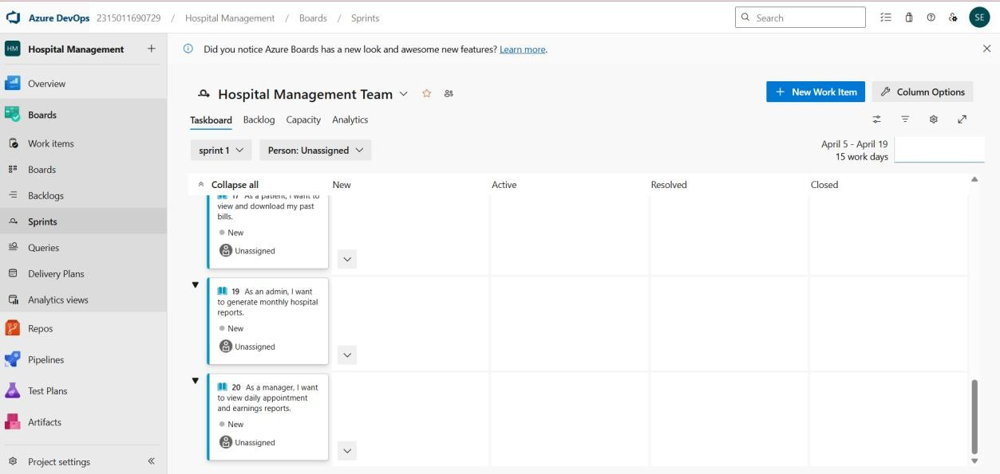 Azure DevOps 2315011690729 / Hospital Management / Boards / Sprints
Search
SE
HM Hospital Management
Did you notice Azure Boards has a new look and awesome new features? Learn more.
Overview
Boards
Work items
Boards
Backlogs
Sprints
Queries
Delivery Plans
Analytics views
Repos
Pipelines
Test Plans
Artifacts
Project settings
Hospital Management Team
New Work Item
Column Options
Taskboard Backlog Capacity Analytics
sprint 1
Person: Unassigned
April 5 - April 19
15 work days
Collapse all New Active Resolved Closed
17 As a patient, I want to
view and download my past
bills.
New
Unassigned
19 As an admin, I want
to generate monthly hospital
reports.
New
Unassigned
20 As a manager, I want
to view daily appointment
and earnings reports.
New
Unassigned